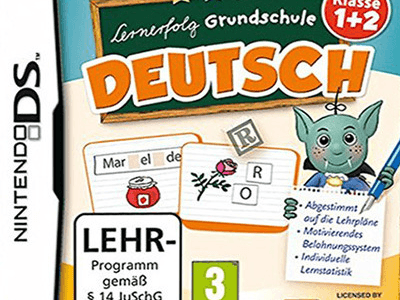 NINTENDO DS
Lernerfolg Grundschule
Klasse
1+2
DEUTSCH
R
Mar el de
R
O
• Abgestimmt
auf die Lehrpläne
• Motivierendes
Belohnungssystem
• Individuelle
Lernstatistik
LEHR-
Programm
gemäß
§ 14 JuSchG
3
LICENSED BY